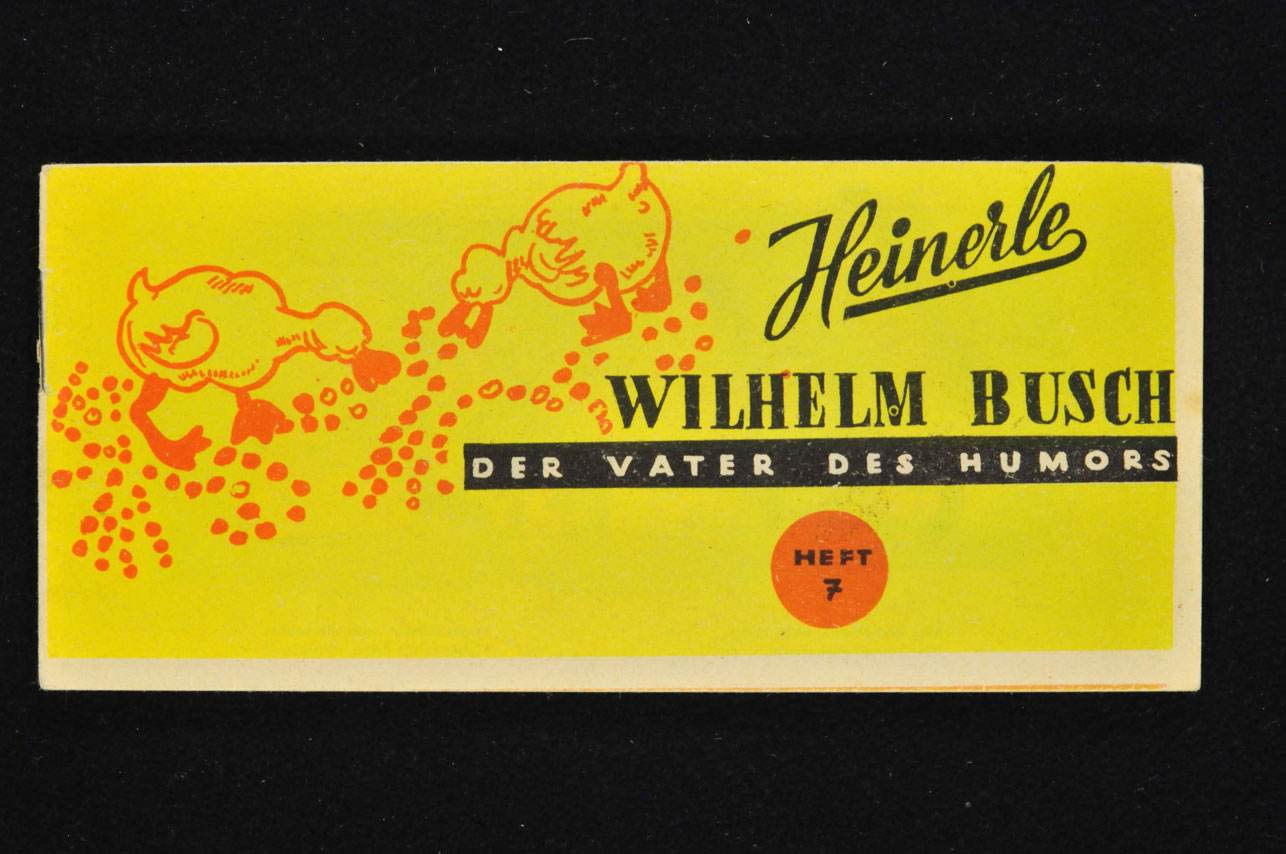 Heinerle
WILHELM BUSCH
DER VATER DES HUMORS
HEFT
7